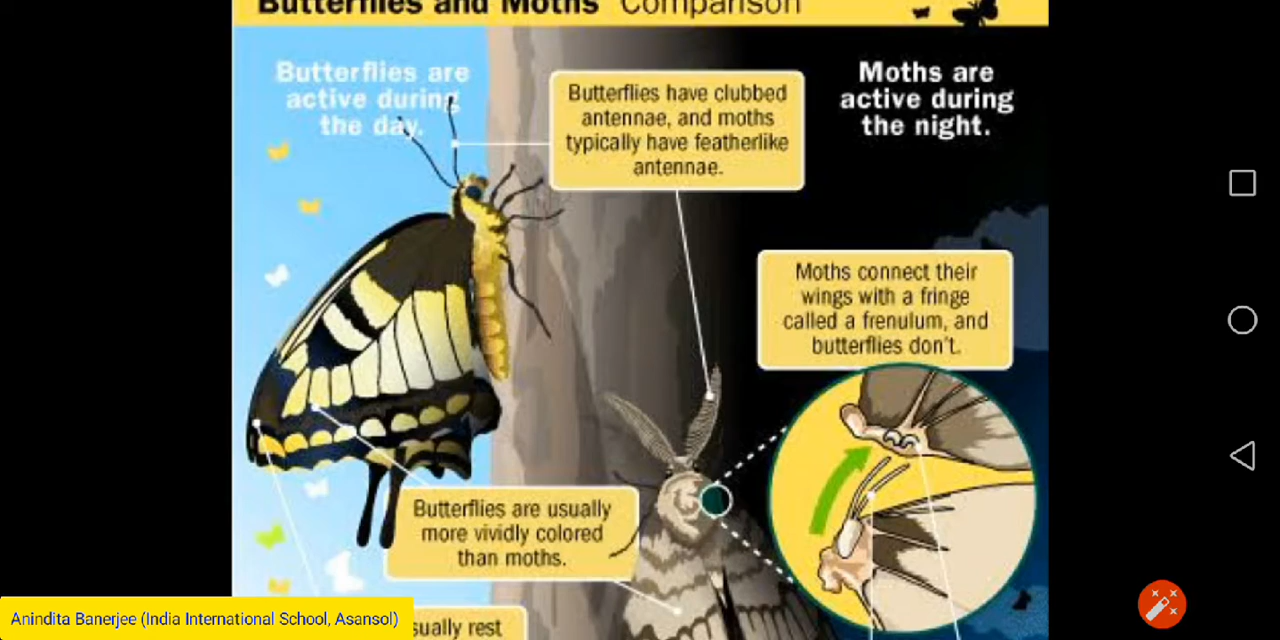 Butterflies and Moths Comparison
Butterflies are
active during
the day.
Butterflies have clubbed
antennae, and moths
typically have featherlike
antennae.
Moths are
active during
the night.
Moths connect their
wings with a fringe
called a frenulum, and
butterflies don't.
Butterflies are usually
more vividly colored
than moths.
sually rest
Anindita Banerjee (India International School, Asansol)